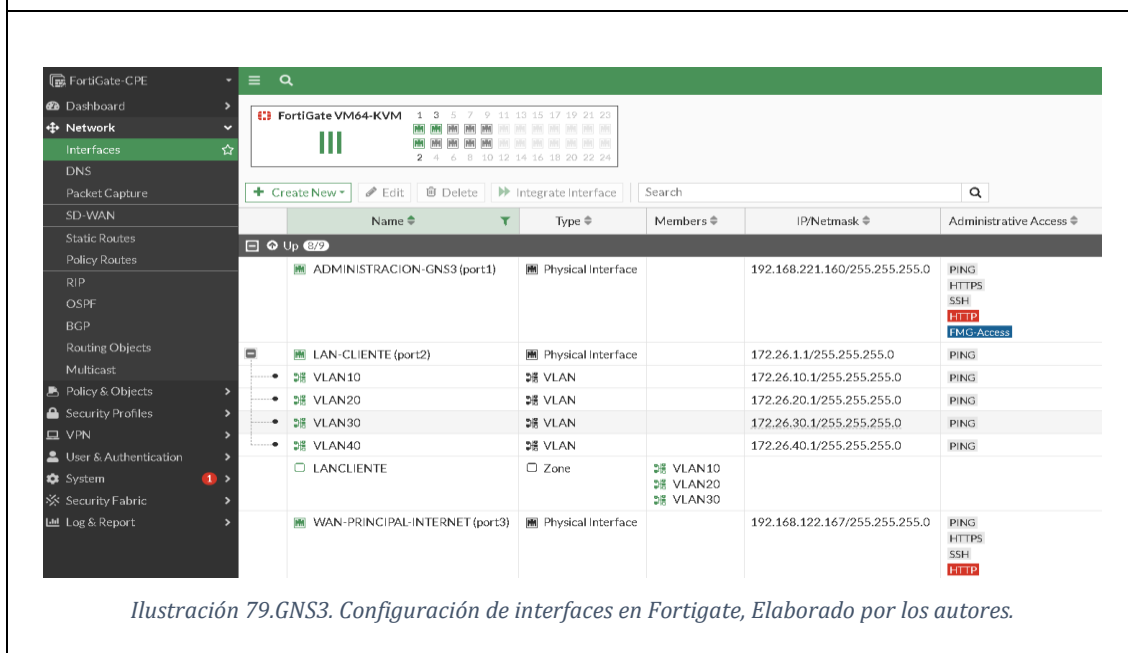 FortiGate-CPE
Dashboard
Network
Interfaces
DNS
Packet Capture
SD-WAN
Static Routes
Policy Routes
RIP
OSPF
BGP
Routing Objects
Multicast
Policy & Objects
Security Profiles
VPN
User & Authentication
System 1
Security Fabric
Log & Report
FortiGate VM64-KVM 1 3 5 7 9 11 13 15 17 19 21 23
2 4 6 8 10 12 14 16 18 20 22 24
+ Create New Edit Delete Integrate Interface Search
Name Type Members IP/Netmask Administrative Access
Up 8/9
ADMINISTRACION-GNS3 (port1) Physical Interface 192.168.221.160/255.255.255.0 PING
HTTPS
SSH
HTTP
FMG-Access
LAN-CLIENTE (port2) Physical Interface 172.26.1.1/255.255.255.0 PING
VLAN10 VLAN 172.26.10.1/255.255.255.0 PING
VLAN20 VLAN 172.26.20.1/255.255.255.0 PING
VLAN30 VLAN 172.26.30.1/255.255.255.0 PING
VLAN40 VLAN 172.26.40.1/255.255.255.0 PING
LANCLIENTE Zone VLAN10
VLAN20
VLAN30
WAN-PRINCIPAL-INTERNET (port3) Physical Interface 192.168.122.167/255.255.255.0 PING
HTTPS
SSH
HTTP
Ilustración 79.GNS3. Configuración de interfaces en Fortigate, Elaborado por los autores.